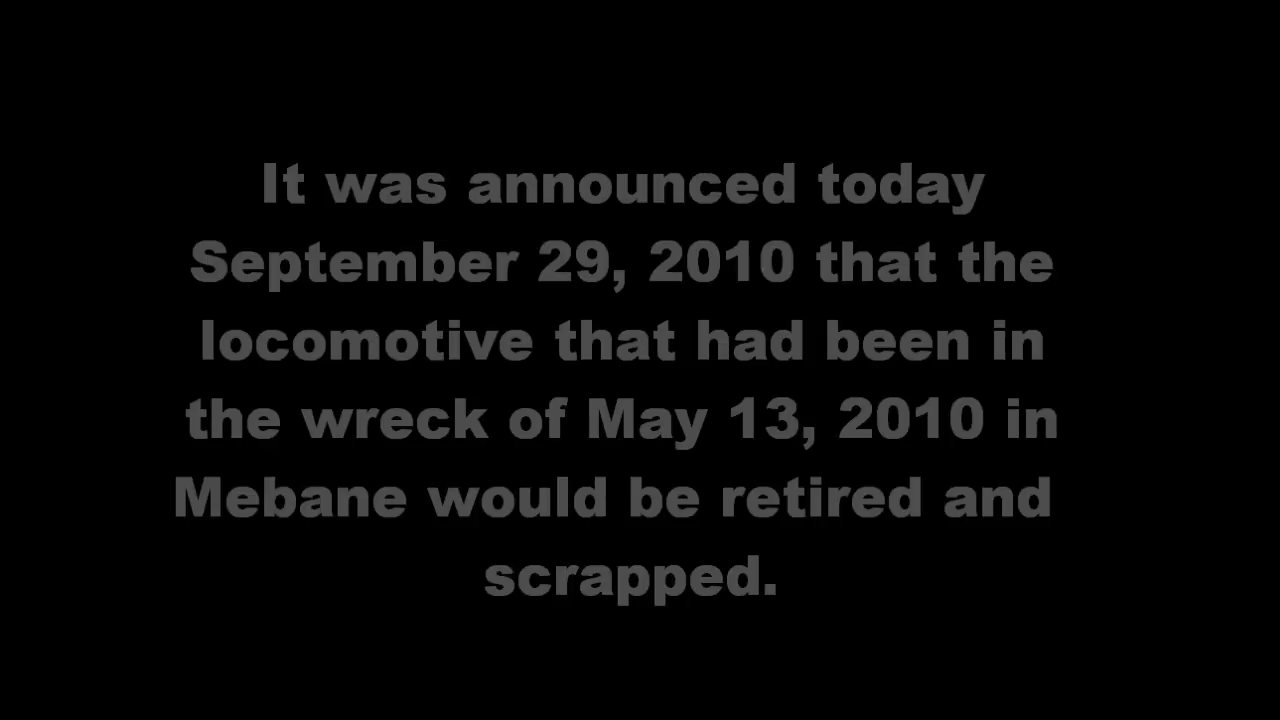 It was announced today
September 29, 2010 that the
locomotive that had been in
the wreck of May 13, 2010 in
Mebane would be retired and
scrapped.